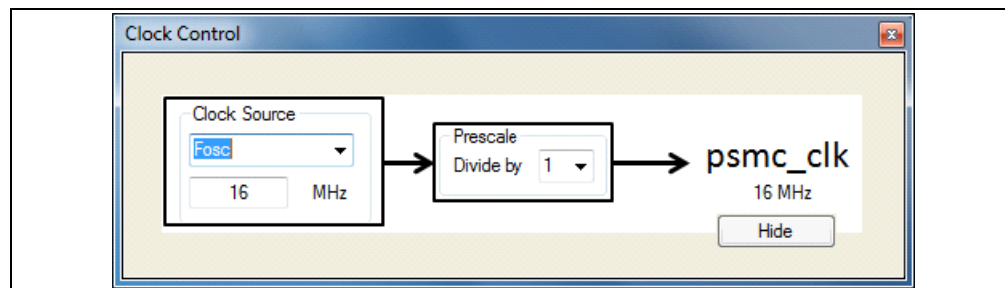 Clock Control
Clock Source
Fosc
16 MHz
Prescale
Divide by 1
psmc_clk
16 MHz
Hide